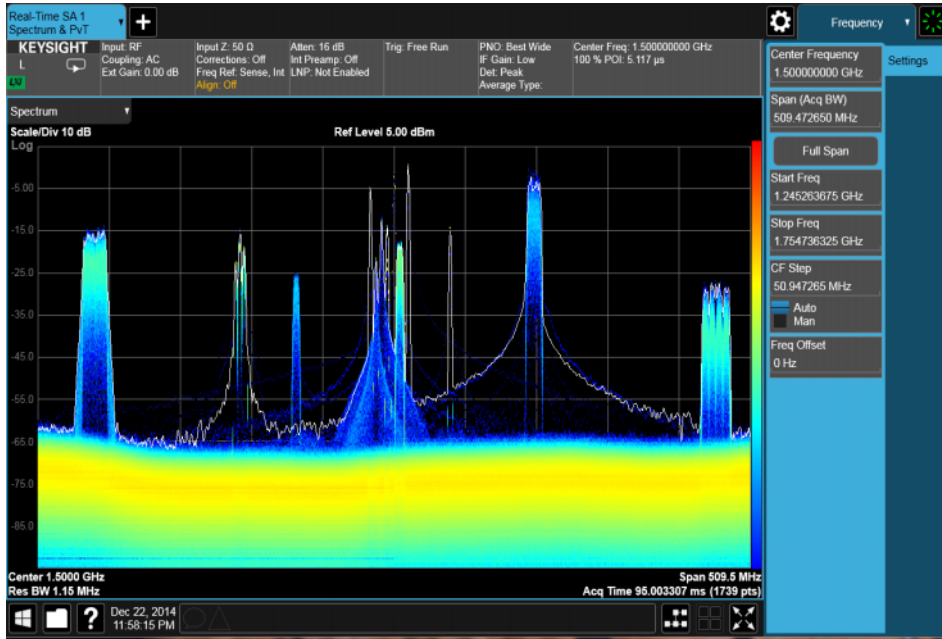 Real-Time SA 1
Spectrum & PvT
Frequency
KEYSIGHT
L
LXI
Input: RF
Coupling: AC
Ext Gain: 0.00 dB
Input Z: 50 Ω
Corrections: Off
Freq Ref: Sense, Int
Align: Off
Atten: 16 dB
Int Preamp: Off
LNP: Not Enabled
Trig: Free Run
PNO: Best Wide
IF Gain: Low
Det: Peak
Average Type:
Center Freq: 1.500000000 GHz
100 % POI: 5.117 µs
Spectrum
Scale/Div 10 dB
Ref Level 5.00 dBm
Log
-5.00
-15.0
-25.0
-35.0
-45.0
-55.0
-65.0
-75.0
-85.0
Center 1.5000 GHz
Res BW 1.15 MHz
Span 509.5 MHz
Acq Time 95.003307 ms (1739 pts)
Center Frequency
1.500000000 GHz
Settings
Span (Acq BW)
509.472650 MHz
Full Span
Start Freq
1.245263675 GHz
Stop Freq
1.754736325 GHz
CF Step
50.947265 MHz
Auto
Man
Freq Offset
0 Hz
?
Dec 22, 2014
11:58:15 PM